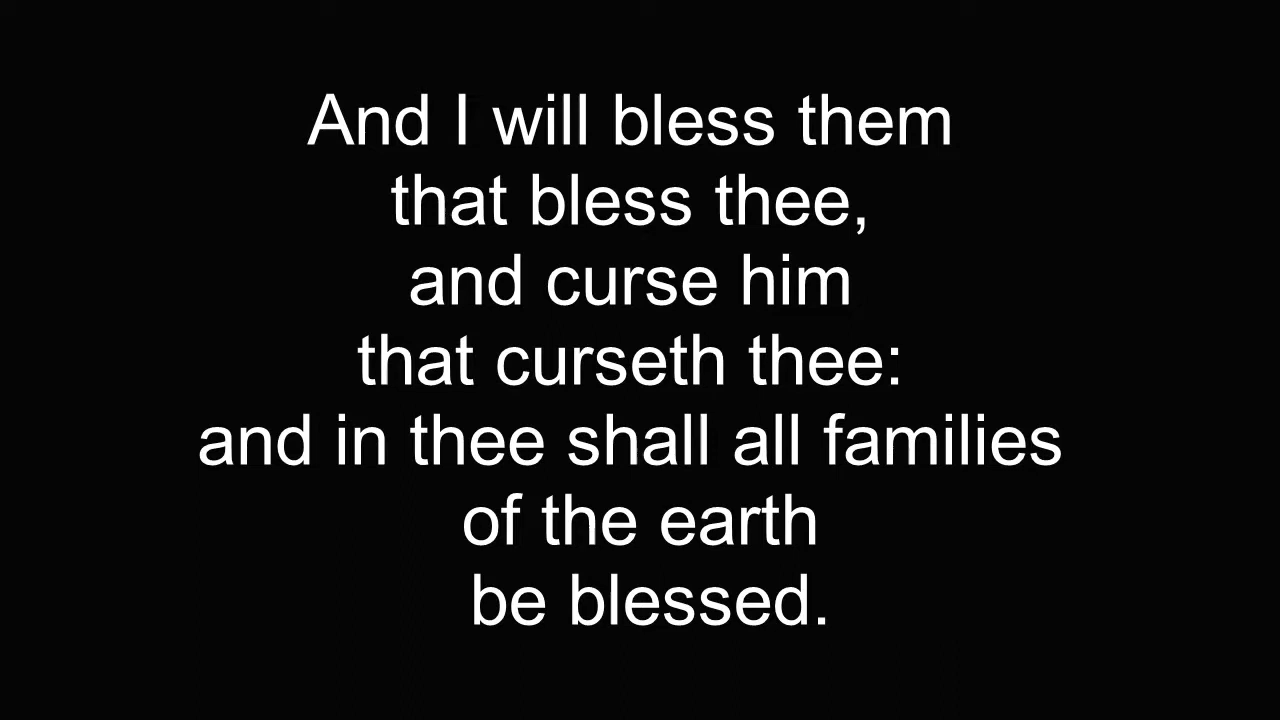 And I will bless them
that bless thee,
and curse him
that curseth thee:
and in thee shall all families
of the earth
be blessed.